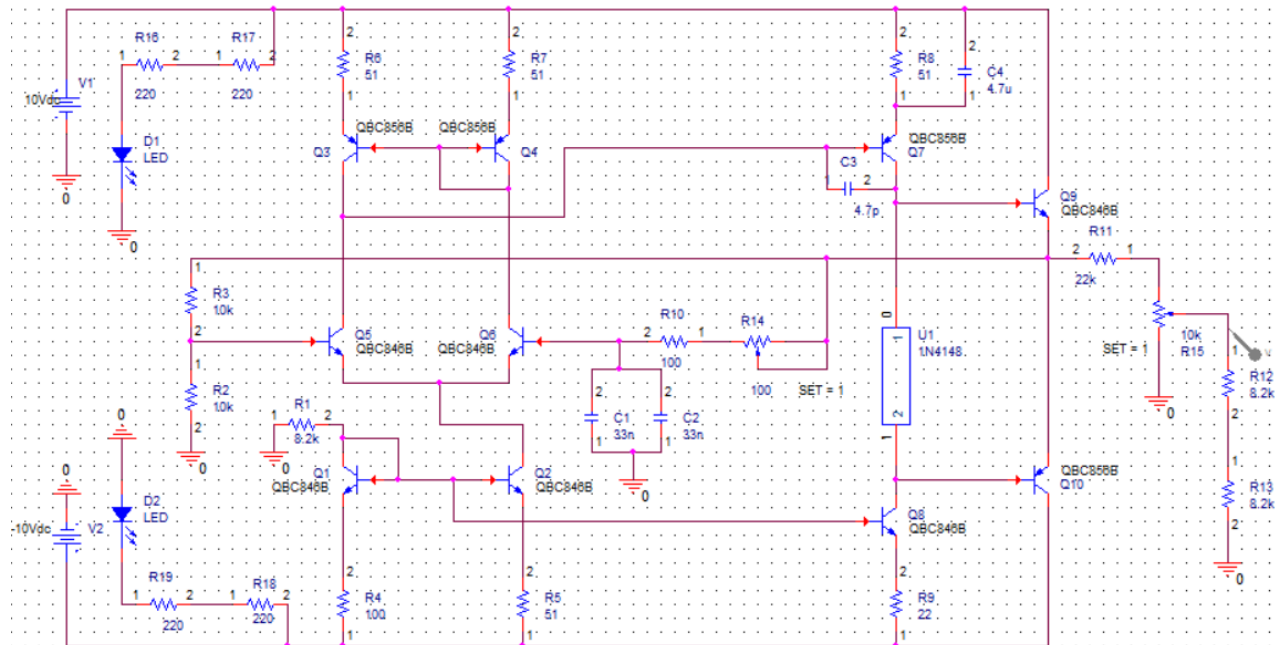 R16
R17
2
2
2
2
1
2
1
2
R6
51
R7
51
R8
51
C4
4.7u
220
220
V1
10Vdc
1
1
1
1
D1
LED
QBC856B
QBC856B
QBC856B
Q3
Q4
Q7
C3
1
2
4.7p
0
0
Q9
QBC846B
R11
2
1
22k
1
R3
10k
2
Q5
QBC846B
Q6
QBC846B
R10
2
1
100
R14
100
SET = 1
0
1
U1
1N4148
2
1
10k
SET = 1
R15
V
1
R12
8.2k
2
0
1
R2
10k
2
R1
1
2
8.2k
2
2
C1
33n
C2
33n
1
1
0
0
0
0
Q1
QBC846B
Q2
QBC846B
QBC856B
Q10
1
R13
8.2k
2
0
0
D2
LED
-10Vdc
V2
Q8
QBC846B
2
2
2
R19
1
2
220
R18
1
2
220
R4
100
R5
51
R9
22
1
1
1